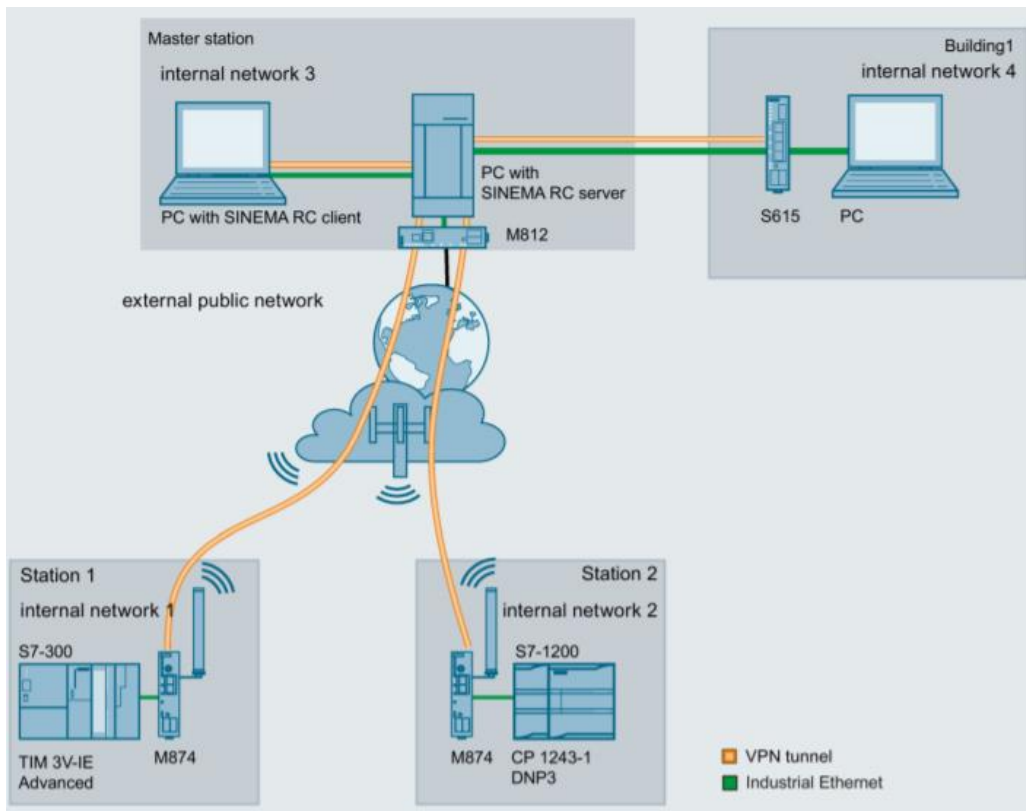 Master station
internal network 3
PC with SINEMA RC client
PC with
SINEMA RC server
M812
Building1
internal network 4
S615
PC
external public network
Station 1
internal network 1
S7-300
TIM 3V-IE
Advanced
M874
Station 2
internal network 2
S7-1200
M874
CP 1243-1
DNP3
VPN tunnel
Industrial Ethernet